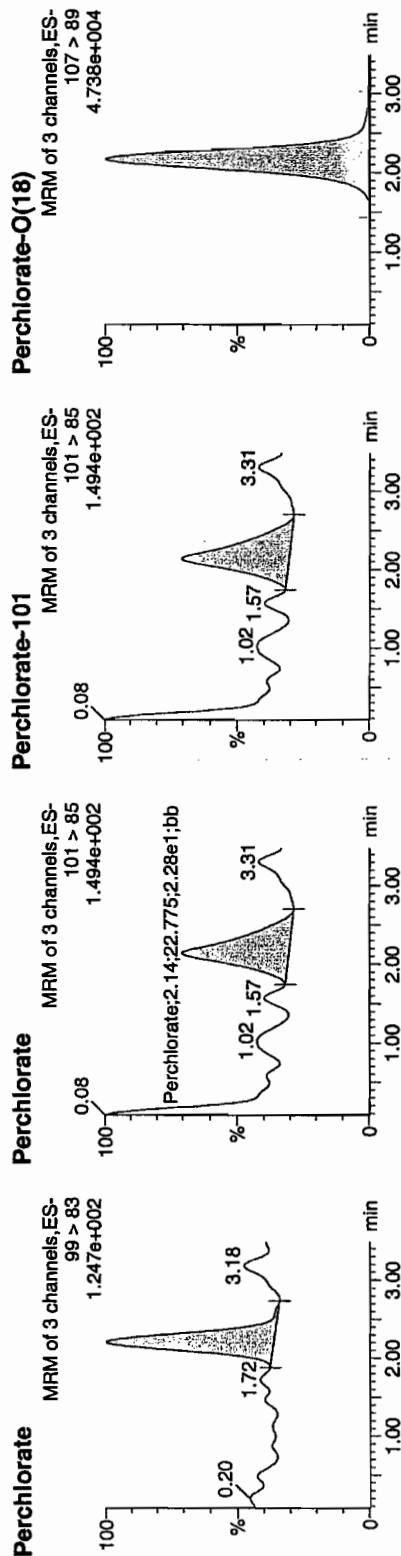 Perchlorate
MRM of 3 channels,ES-
99 > 83
1.247e+002
100
%
0
0.20
1.72
3.18
1.00
2.00
3.00
min
Perchlorate
MRM of 3 channels,ES-
101 > 85
1.494e+002
100
%
0
0.08
Perchlorate;2.14;22.775;2.28e1;bb
1.02
1.57
3.31
1.00
2.00
3.00
min
Perchlorate-101
MRM of 3 channels,ES-
101 > 85
1.494e+002
100
%
0
0.08
1.02
1.57
3.31
1.00
2.00
3.00
min
Perchlorate-O(18)
MRM of 3 channels,ES-
107 > 89
4.738e+004
100
%
0
1.00
2.00
3.00
min